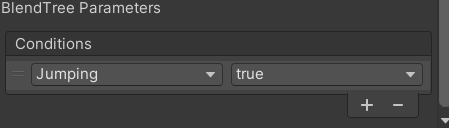 BlendTree Parameters
Conditions
Jumping true
+ −